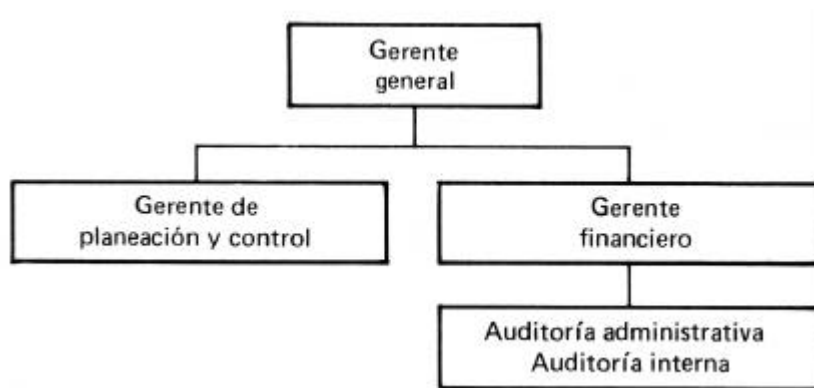 Gerente
general
Gerente de
planeación y control
Gerente
financiero
Auditoría administrativa
Auditoría interna